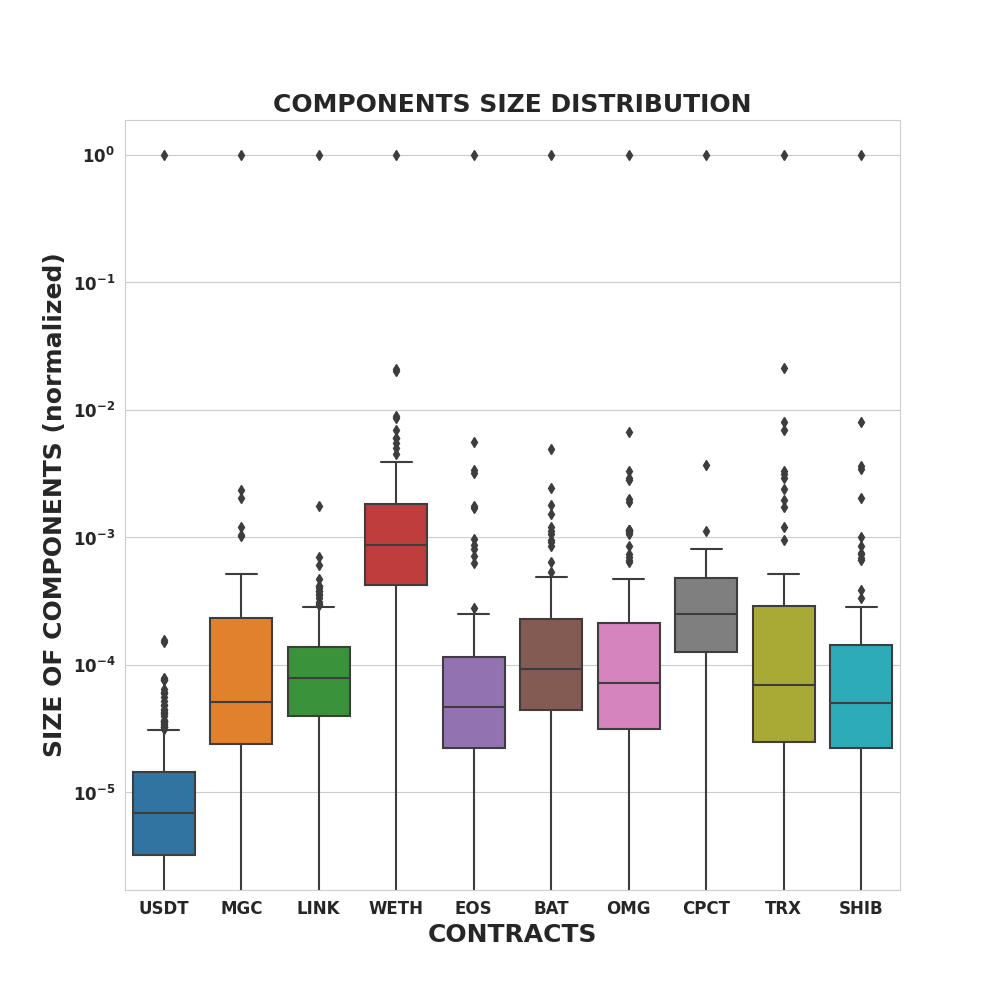 COMPONENTS SIZE DISTRIBUTION
SIZE OF COMPONENTS (normalized)
10⁰
10⁻¹
10⁻²
10⁻³
10⁻⁴
10⁻⁵
USDT MGC LINK WETH EOS BAT OMG CPCT TRX SHIB
CONTRACTS